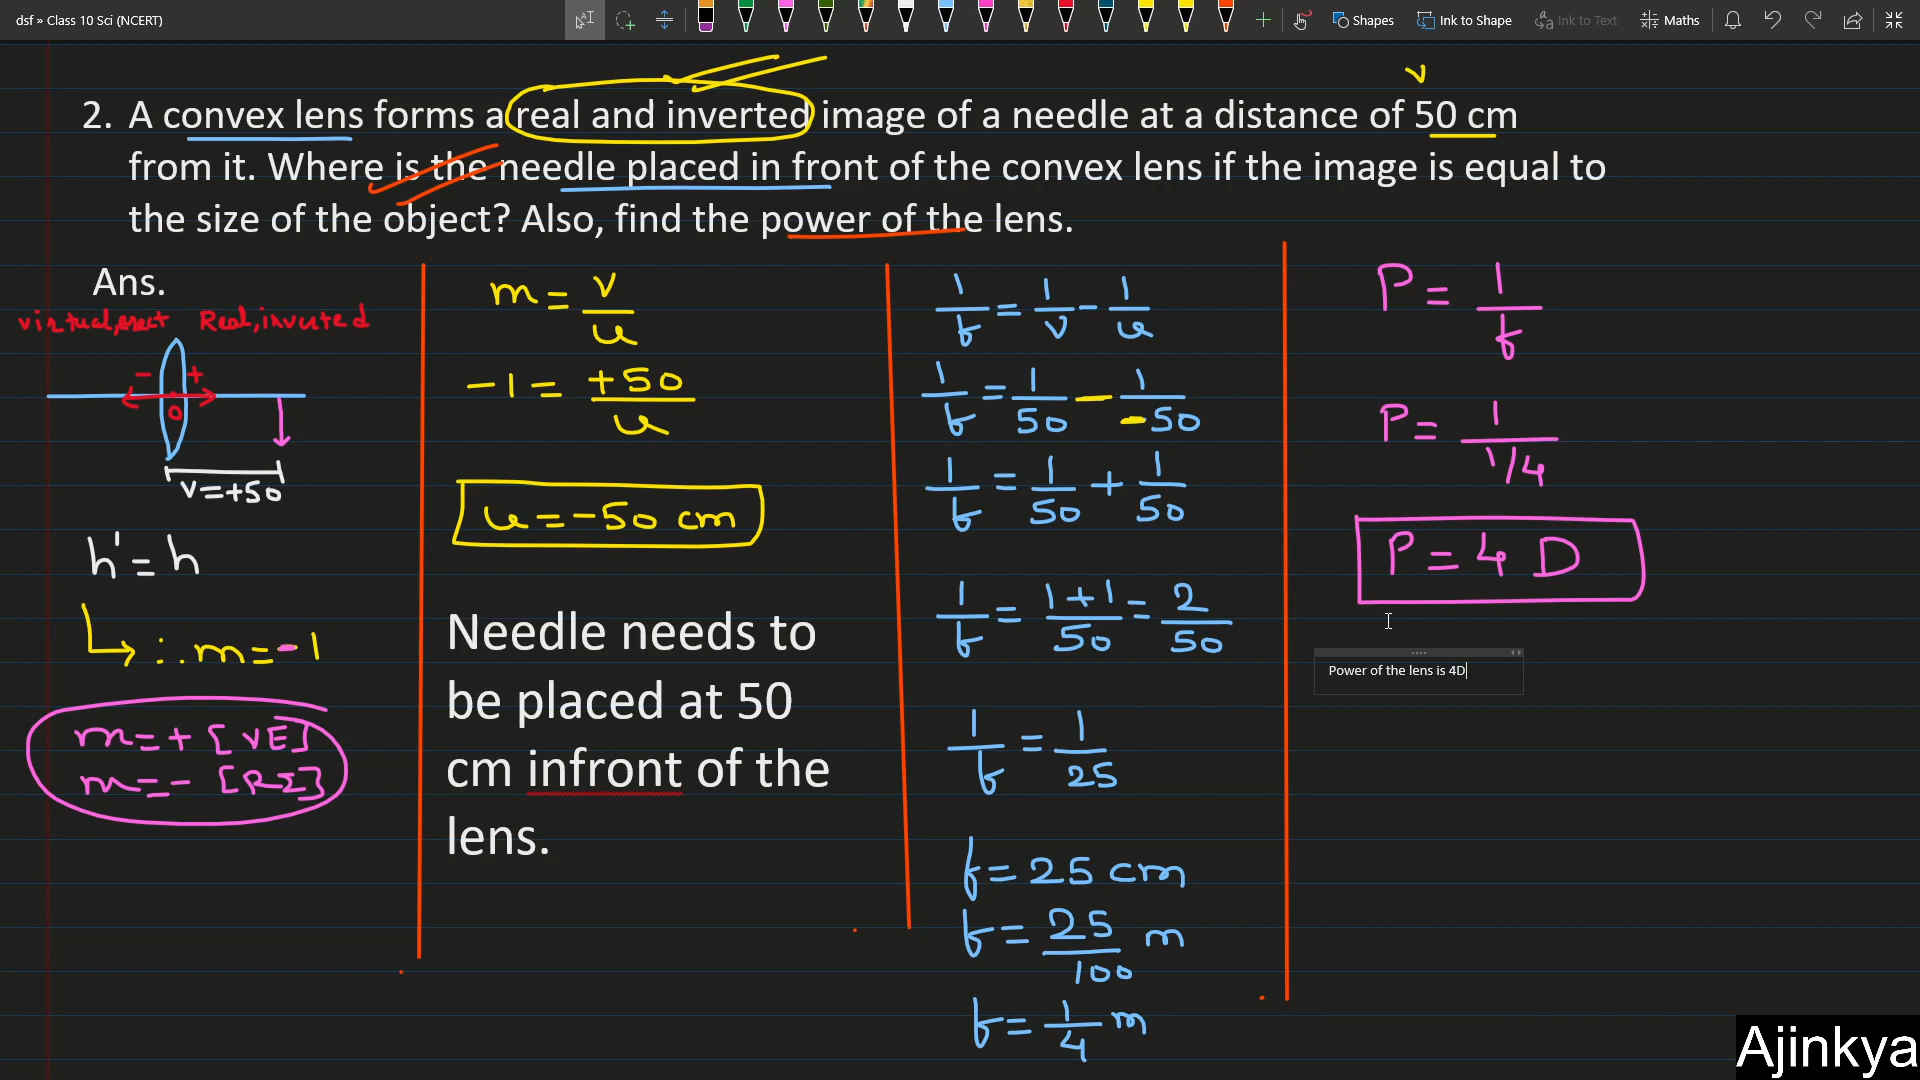 dsf » Class 10 Sci (NCERT)
Shapes
Ink to Shape
Ink to Text
Maths
v
2. A convex lens forms a real and inverted image of a needle at a distance of 50 cm
from it. Where is the needle placed in front of the convex lens if the image is equal to
the size of the object? Also, find the power of the lens.
Ans.
virtual,erect Real,inverted
- +
O
v=+50
h'=h
∴m=-1
m=+ [VE]
m=- [RI]
m = v/u
-1 = +50/u
u=-50 cm
Needle needs to
be placed at 50
cm infront of the
lens.
1/f = 1/v - 1/u
1/f = 1/50 - 1/-50
1/f = 1/50 + 1/50
1/f = 1+1/50 = 2/50
1/f = 1/25
f=25 cm
f= 25/100 m
f= 1/4 m
P= 1/f
P= 1/1/4
P=4 D
Power of the lens is 4D
Ajinkya